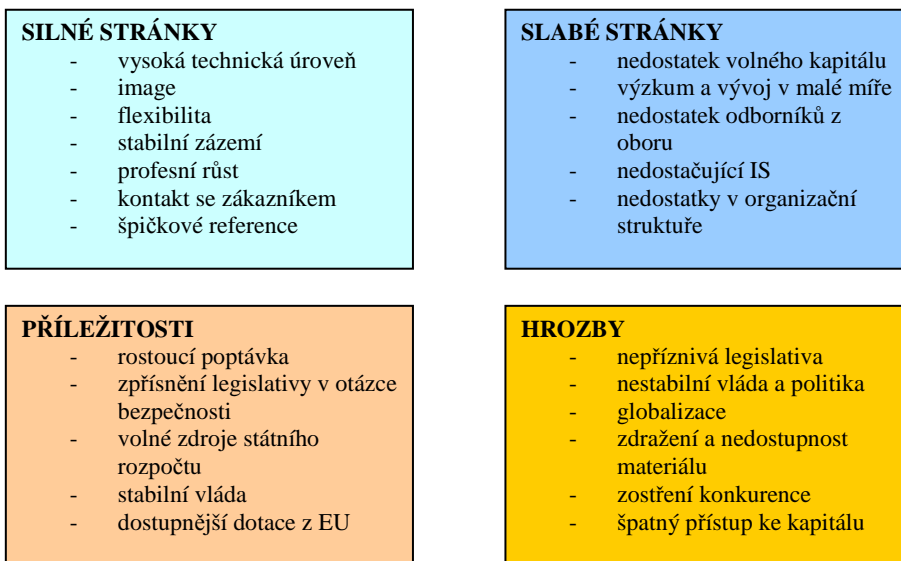 SILNÉ STRÁNKY
- vysoká technická úroveň
- image
- flexibilita
- stabilní zázemí
- profesní růst
- kontakt se zákazníkem
- špičkové reference
SLABÉ STRÁNKY
- nedostatek volného kapitálu
- výzkum a vývoj v malé míře
- nedostatek odborníků z
oboru
- nedostačující IS
- nedostatky v organizační
struktuře
PŘÍLEŽITOSTI
- rostoucí poptávka
- zpřísnění legislativy v otázce
bezpečnosti
- volné zdroje státního
rozpočtu
- stabilní vláda
- dostupnější dotace z EU
HROZBY
- nepříznivá legislativa
- nestabilní vláda a politika
- globalizace
- zdražení a nedostupnost
materiálu
- zostření konkurence
- špatný přístup ke kapitálu